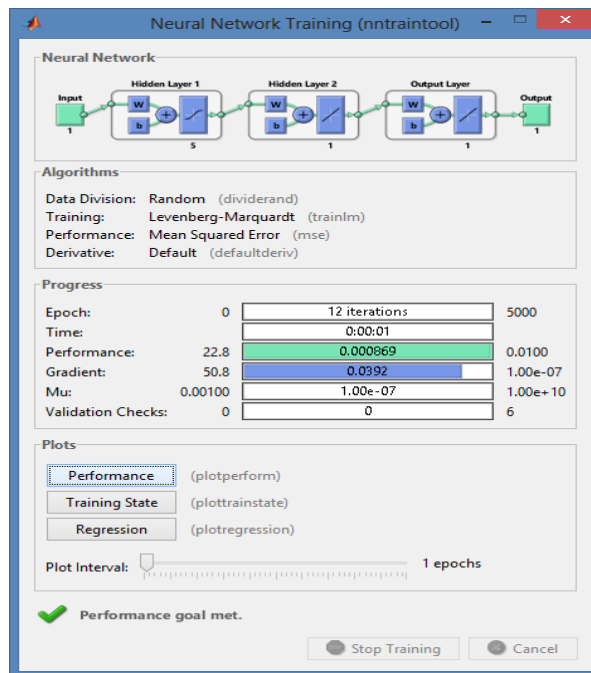 Neural Network Training (nntraintool)
Neural Network
Hidden Layer 1
Hidden Layer 2
Output Layer
Input
Output
W
W
W
b
b
b
1
5
1
1
1
Algorithms
Data Division: Random (dividerand)
Training: Levenberg-Marquardt (trainlm)
Performance: Mean Squared Error (mse)
Derivative: Default (defaultderiv)
Progress
Epoch: 0 12 iterations 5000
Time: 0:00:01
Performance: 22.8 0.000869 0.0100
Gradient: 50.8 0.0392 1.00e-07
Mu: 0.00100 1.00e-07 1.00e+10
Validation Checks: 0 0 6
Plots
Performance (plotperform)
Training State (plottrainstate)
Regression (plotregression)
Plot Interval: 1 epochs
Performance goal met.
Stop Training Cancel